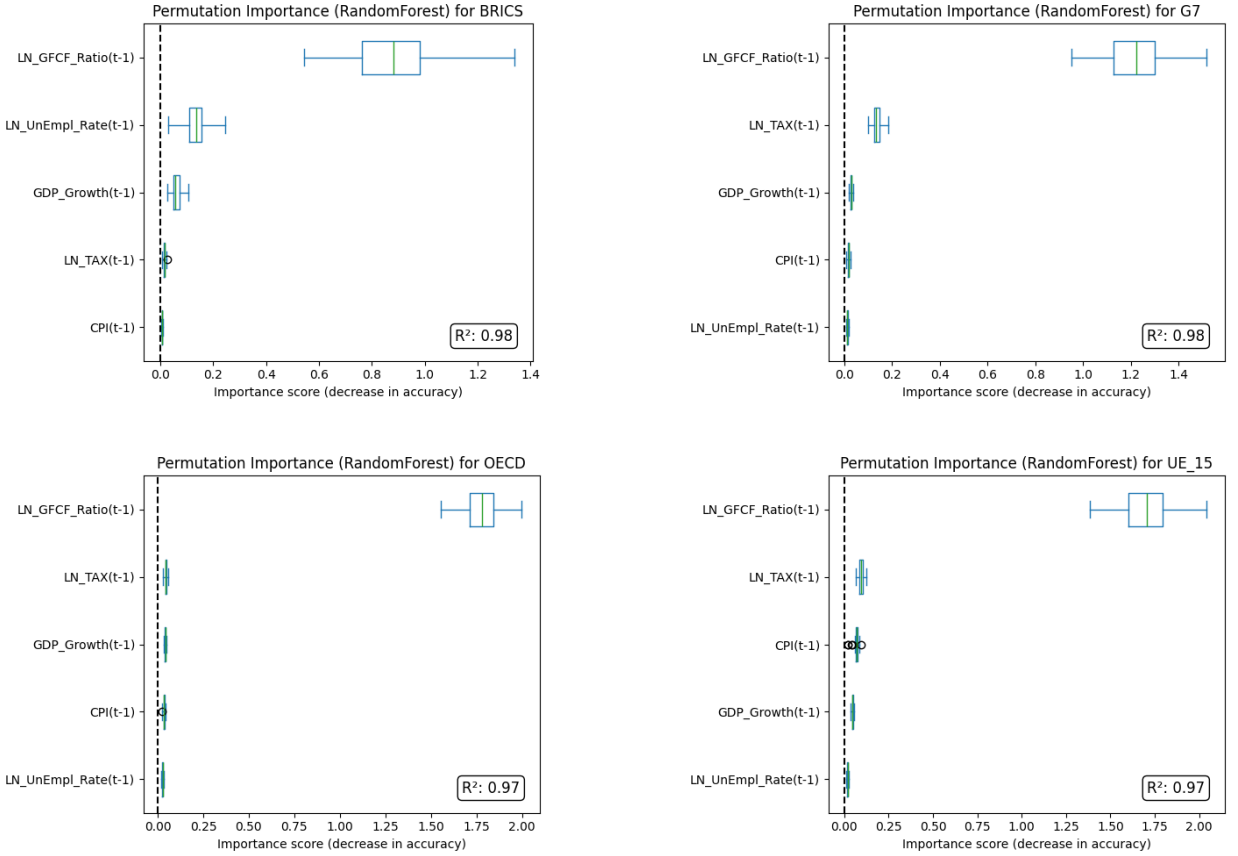 Permutation Importance (RandomForest) for BRICS
LN_GFCF_Ratio(t-1)
LN_UnEmpl_Rate(t-1)
GDP_Growth(t-1)
LN_TAX(t-1)
CPI(t-1)
R²: 0.98
0.0 0.2 0.4 0.6 0.8 1.0 1.2 1.4
Importance score (decrease in accuracy)
Permutation Importance (RandomForest) for G7
LN_GFCF_Ratio(t-1)
LN_TAX(t-1)
GDP_Growth(t-1)
CPI(t-1)
LN_UnEmpl_Rate(t-1)
R²: 0.98
0.0 0.2 0.4 0.6 0.8 1.0 1.2 1.4
Importance score (decrease in accuracy)
Permutation Importance (RandomForest) for OECD
LN_GFCF_Ratio(t-1)
LN_TAX(t-1)
GDP_Growth(t-1)
CPI(t-1)
LN_UnEmpl_Rate(t-1)
R²: 0.97
0.00 0.25 0.50 0.75 1.00 1.25 1.50 1.75 2.00
Importance score (decrease in accuracy)
Permutation Importance (RandomForest) for UE_15
LN_GFCF_Ratio(t-1)
LN_TAX(t-1)
CPI(t-1)
GDP_Growth(t-1)
LN_UnEmpl_Rate(t-1)
R²: 0.97
0.00 0.25 0.50 0.75 1.00 1.25 1.50 1.75 2.00
Importance score (decrease in accuracy)